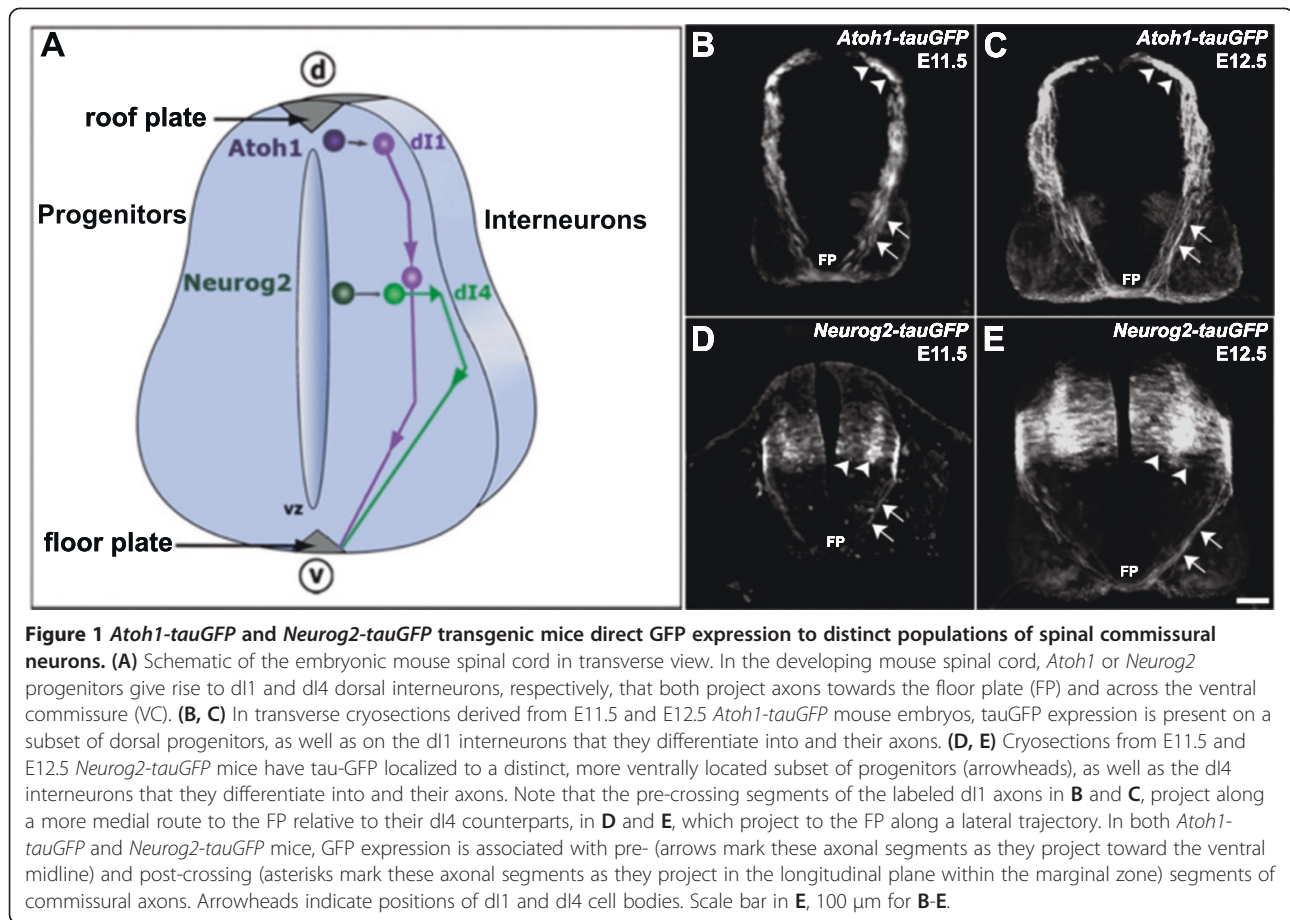 A
d
roof plate
Atoh1
dI1
Progenitors
Interneurons
Neurog2
dI4
vz
floor plate
v
B
Atoh1-tauGFP
E11.5
FP
C
Atoh1-tauGFP
E12.5
FP
D
Neurog2-tauGFP
E11.5
FP
E
Neurog2-tauGFP
E12.5
FP
Figure 1 Atoh1-tauGFP and Neurog2-tauGFP transgenic mice direct GFP expression to distinct populations of spinal commissural
neurons. (A) Schematic of the embryonic mouse spinal cord in transverse view. In the developing mouse spinal cord, Atoh1 or Neurog2
progenitors give rise to dI1 and dI4 dorsal interneurons, respectively, that both project axons towards the floor plate (FP) and across the ventral
commissure (VC). (B, C) In transverse cryosections derived from E11.5 and E12.5 Atoh1-tauGFP mouse embryos, tauGFP expression is present on a
subset of dorsal progenitors, as well as on the dI1 interneurons that they differentiate into and their axons. (D, E) Cryosections from E11.5 and
E12.5 Neurog2-tauGFP mice have tau-GFP localized to a distinct, more ventrally located subset of progenitors (arrowheads), as well as the dI4
interneurons that they differentiate into and their axons. Note that the pre-crossing segments of the labeled dI1 axons in B and C, project along
a more medial route to the FP relative to their dI4 counterparts, in D and E, which project to the FP along a lateral trajectory. In both Atoh1-
tauGFP and Neurog2-tauGFP mice, GFP expression is associated with pre- (arrows mark these axonal segments as they project toward the ventral
midline) and post-crossing (asterisks mark these axonal segments as they project in the longitudinal plane within the marginal zone) segments of
commissural axons. Arrowheads indicate positions of dI1 and dI4 cell bodies. Scale bar in E, 100 μm for B-E.